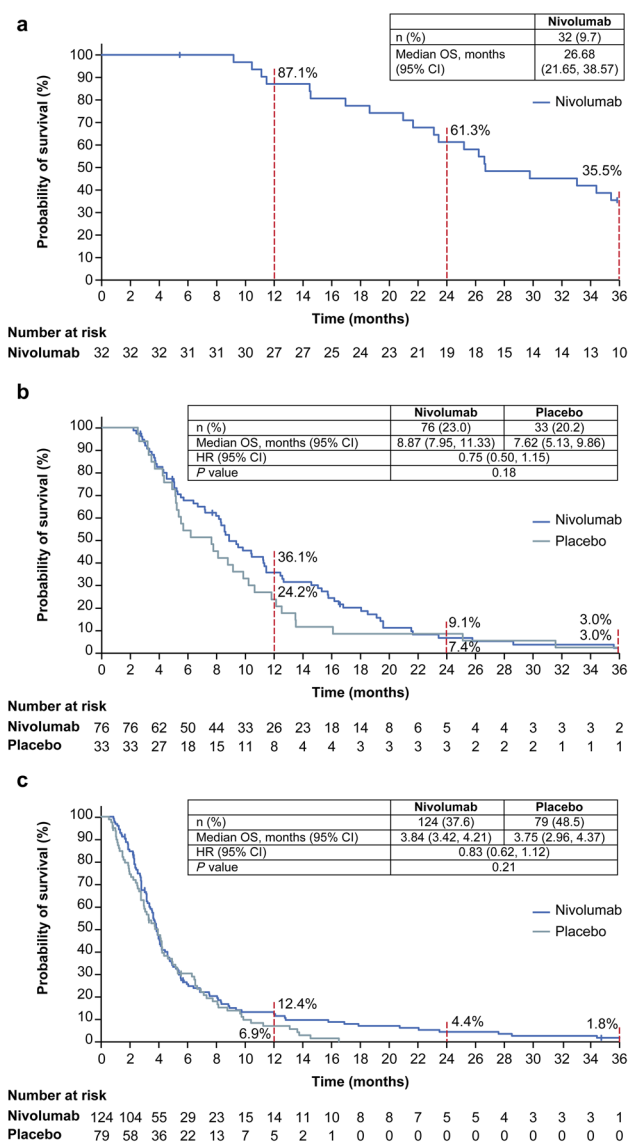 a
Nivolumab
n (%) 32 (9.7)
Median OS, months 26.68
(95% CI) (21.65, 38.57)
Nivolumab
Probability of survival (%)
100
90
80
70
60
50
40
30
20
10
0
87.1%
61.3%
35.5%
0 2 4 6 8 10 12 14 16 18 20 22 24 26 28 30 32 34 36
Time (months)
Number at risk
Nivolumab 32 32 32 31 31 30 27 27 25 24 23 21 19 18 15 14 14 13 10
b
Nivolumab Placebo
n (%) 76 (23.0) 33 (20.2)
Median OS, months (95% CI) 8.87 (7.95, 11.33) 7.62 (5.13, 9.86)
HR (95% CI) 0.75 (0.50, 1.15)
P value 0.18
Nivolumab
Placebo
Probability of survival (%)
100
90
80
70
60
50
40
30
20
10
0
36.1%
24.2%
9.1%
7.4%
3.0%
3.0%
0 2 4 6 8 10 12 14 16 18 20 22 24 26 28 30 32 34 36
Time (months)
Number at risk
Nivolumab 76 76 62 50 44 33 26 23 18 14 8 6 5 4 4 3 3 3 2
Placebo 33 33 27 18 15 11 8 4 4 3 3 3 3 2 2 2 1 1 1
c
Nivolumab Placebo
n (%) 124 (37.6) 79 (48.5)
Median OS, months (95% CI) 3.84 (3.42, 4.21) 3.75 (2.96, 4.37)
HR (95% CI) 0.83 (0.62, 1.12)
P value 0.21
Nivolumab
Placebo
Probability of survival (%)
100
90
80
70
60
50
40
30
20
10
0
12.4%
6.9%
4.4%
1.8%
0 2 4 6 8 10 12 14 16 18 20 22 24 26 28 30 32 34 36
Time (months)
Number at risk
Nivolumab 124 104 55 29 23 15 14 11 10 8 8 7 5 5 4 3 3 3 1
Placebo 79 58 36 22 13 7 5 2 1 0 0 0 0 0 0 0 0 0 0